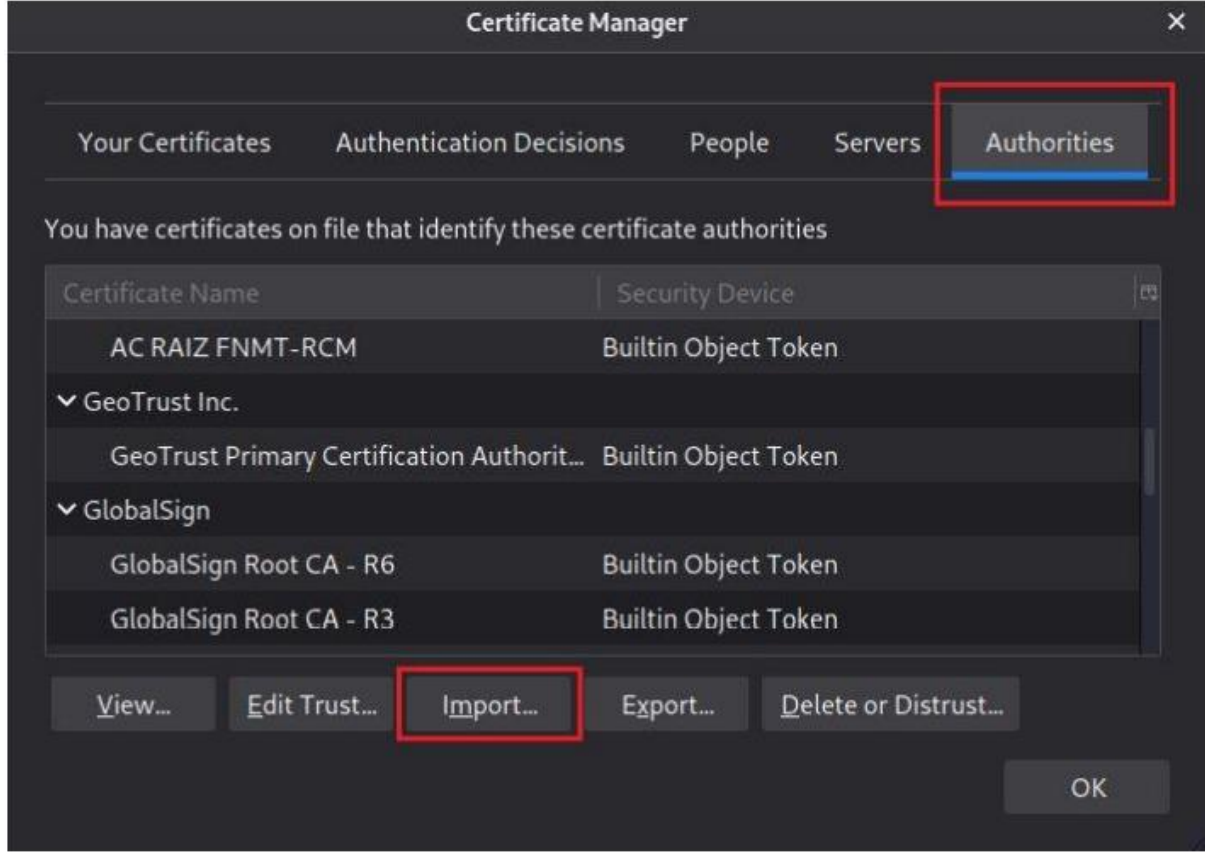 Certificate Manager
Your Certificates Authentication Decisions People Servers Authorities
You have certificates on file that identify these certificate authorities
Certificate Name Security Device
AC RAIZ FNMT-RCM Builtin Object Token
GeoTrust Inc.
GeoTrust Primary Certification Authorit... Builtin Object Token
GlobalSign
GlobalSign Root CA - R6 Builtin Object Token
GlobalSign Root CA - R3 Builtin Object Token
View... Edit Trust... Import... Export... Delete or Distrust...
OK